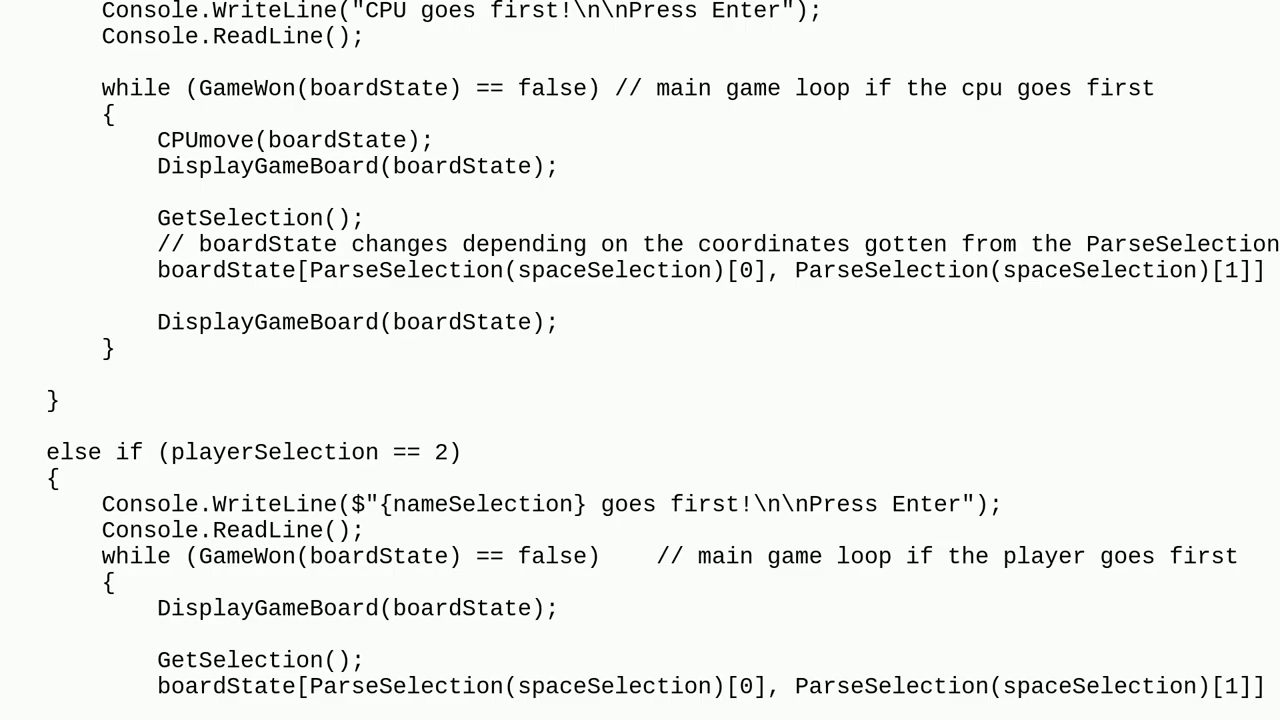 Console.WriteLine("CPU goes first!\n\nPress Enter");
Console.ReadLine();
while (GameWon(boardState) == false) // main game loop if the cpu goes first
{
CPUmove(boardState);
DisplayGameBoard(boardState);
GetSelection();
// boardState changes depending on the coordinates gotten from the ParseSelection
boardState[ParseSelection(spaceSelection)[0], ParseSelection(spaceSelection)[1]]
DisplayGameBoard(boardState);
}
}
else if (playerSelection == 2)
{
Console.WriteLine($"{nameSelection} goes first!\n\nPress Enter");
Console.ReadLine();
while (GameWon(boardState) == false)    // main game loop if the player goes first
{
DisplayGameBoard(boardState);
GetSelection();
boardState[ParseSelection(spaceSelection)[0], ParseSelection(spaceSelection)[1]]